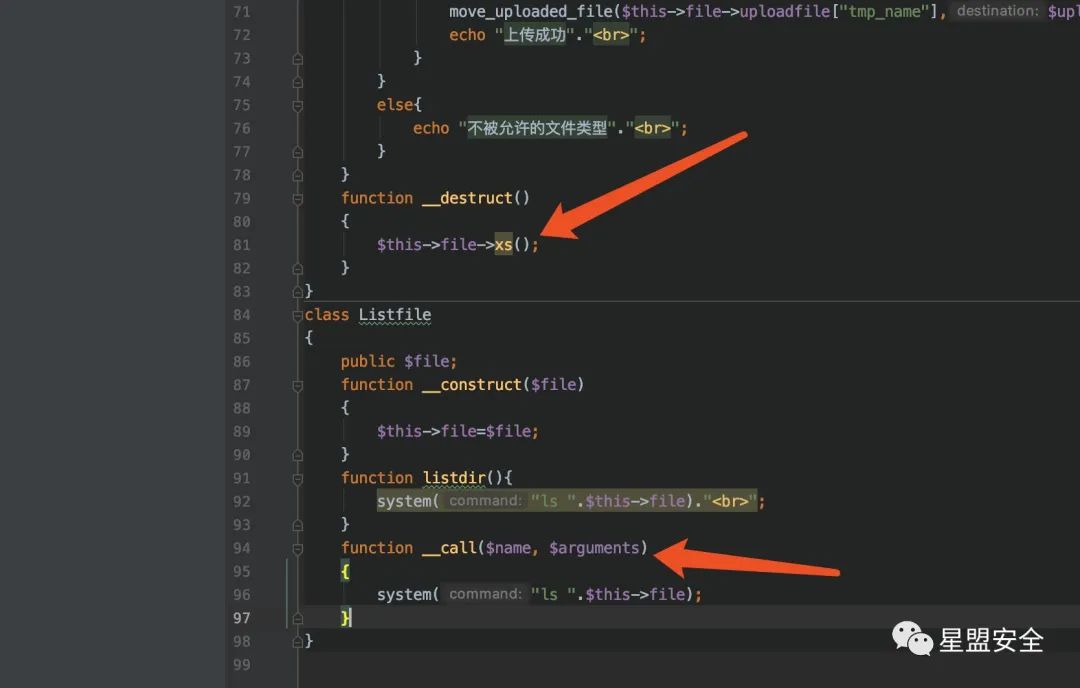 71 move_uploaded_file($this->file->uploadfile["tmp_name"], destination: $upl
72 echo "上传成功"."<br>";
73 }
74 }
75 else{
76 echo "不被允许的文件类型"."<br>";
77 }
78 }
79 function __destruct()
80 {
81 $this->file->xs();
82 }
83 }
84 class Listfile
85 {
86 public $file;
87 function __construct($file)
88 {
89 $this->file=$file;
90 }
91 function listdir(){
92 system( command: "ls ".$this->file)."<br>";
93 }
94 function __call($name, $arguments)
95 {
96 system( command: "ls ".$this->file);
97 }
98 }
99
星盟安全